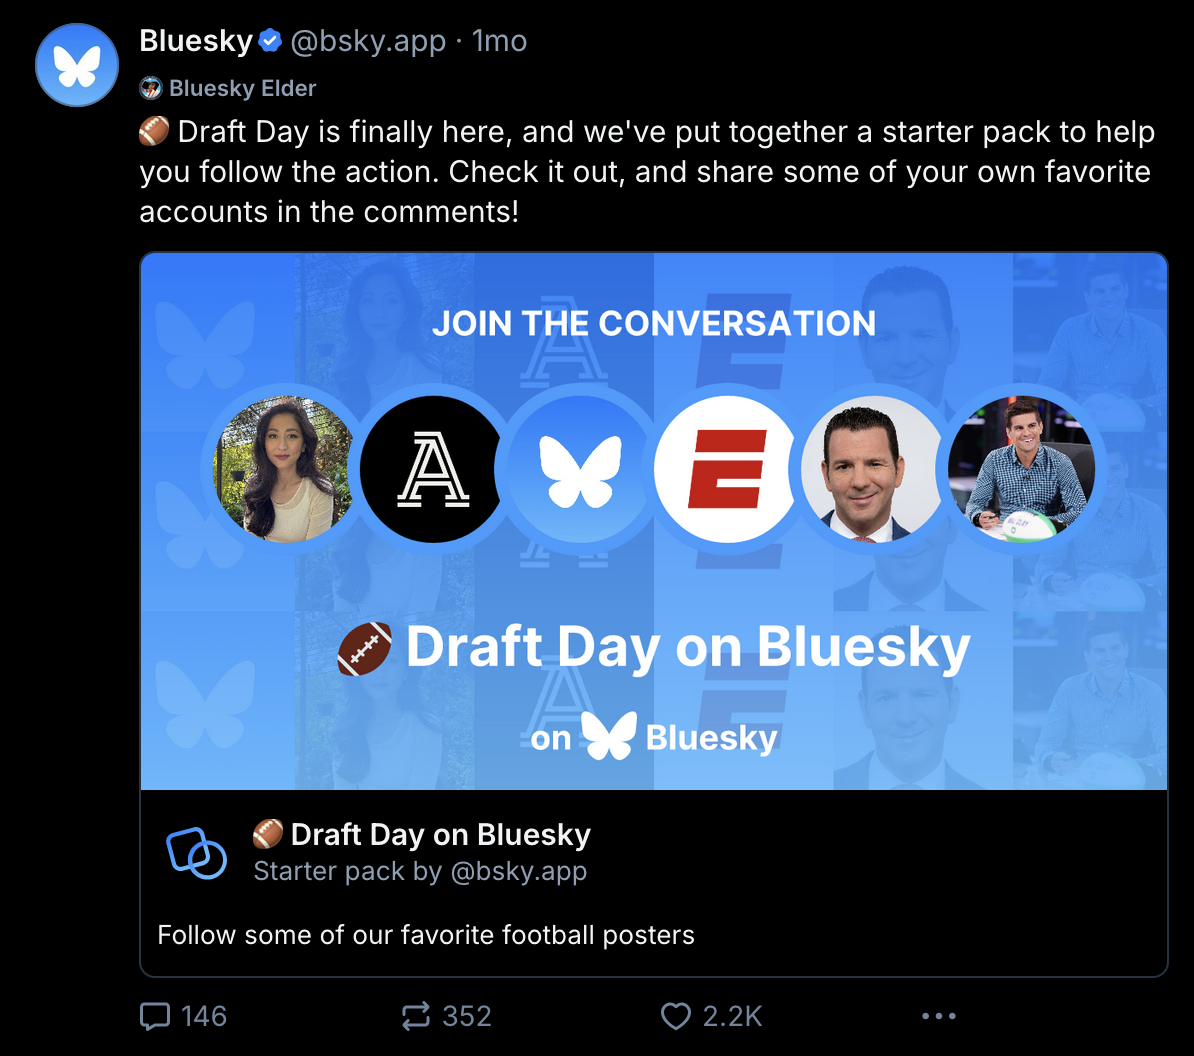 Bluesky @bsky.app · 1mo
Bluesky Elder
🏈 Draft Day is finally here, and we've put together a starter pack to help
you follow the action. Check it out, and share some of your own favorite
accounts in the comments!
JOIN THE CONVERSATION
A
E
🏈 Draft Day on Bluesky
on Bluesky
🏈 Draft Day on Bluesky
Starter pack by @bsky.app
Follow some of our favorite football posters
146 352 2.2K